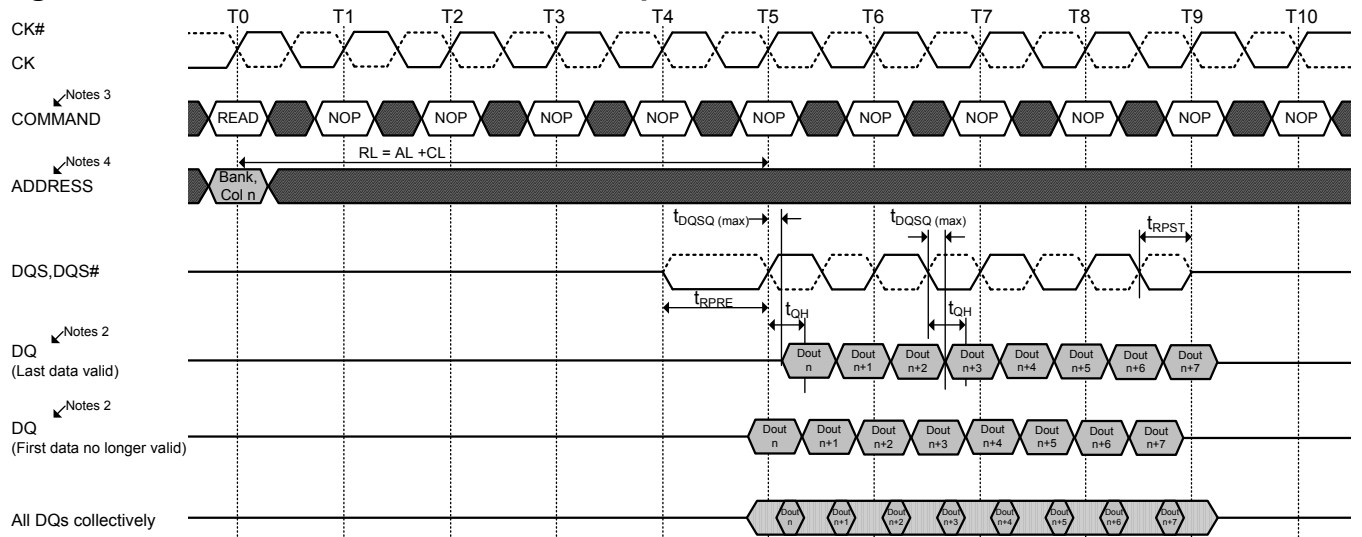 T0 T1 T2 T3 T4 T5 T6 T7 T8 T9 T10
CK#
CK
Notes 3
COMMAND
READ NOP NOP NOP NOP NOP NOP NOP NOP NOP NOP
RL = AL +CL
Notes 4
ADDRESS
Bank,
Col n
tDQSQ (max) tDQSQ (max) tRPST
DQS,DQS#
tRPRE tQH tQH
Notes 2
DQ
(Last data valid)
Dout n Dout n+1 Dout n+2 Dout n+3 Dout n+4 Dout n+5 Dout n+6 Dout n+7
Notes 2
DQ
(First data no longer valid)
Dout n Dout n+1 Dout n+2 Dout n+3 Dout n+4 Dout n+5 Dout n+6 Dout n+7
All DQs collectively
Dout n Dout n+1 Dout n+2 Dout n+3 Dout n+4 Dout n+5 Dout n+6 Dout n+7